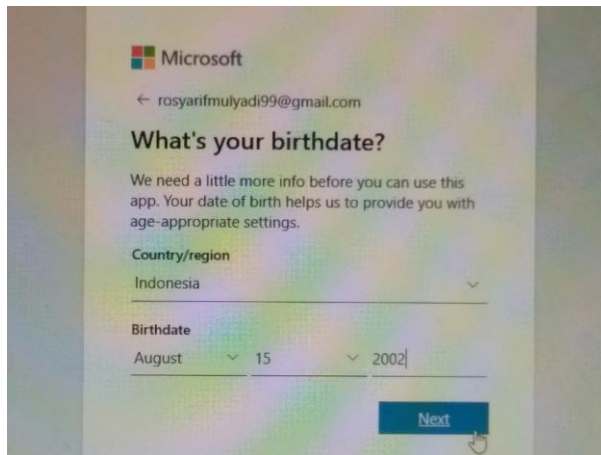 Microsoft
← rosyarifmulyadi99@gmail.com
What's your birthdate?
We need a little more info before you can use this
app. Your date of birth helps us to provide you with
age-appropriate settings.
Country/region
Indonesia
Birthdate
August 15 2002
Next